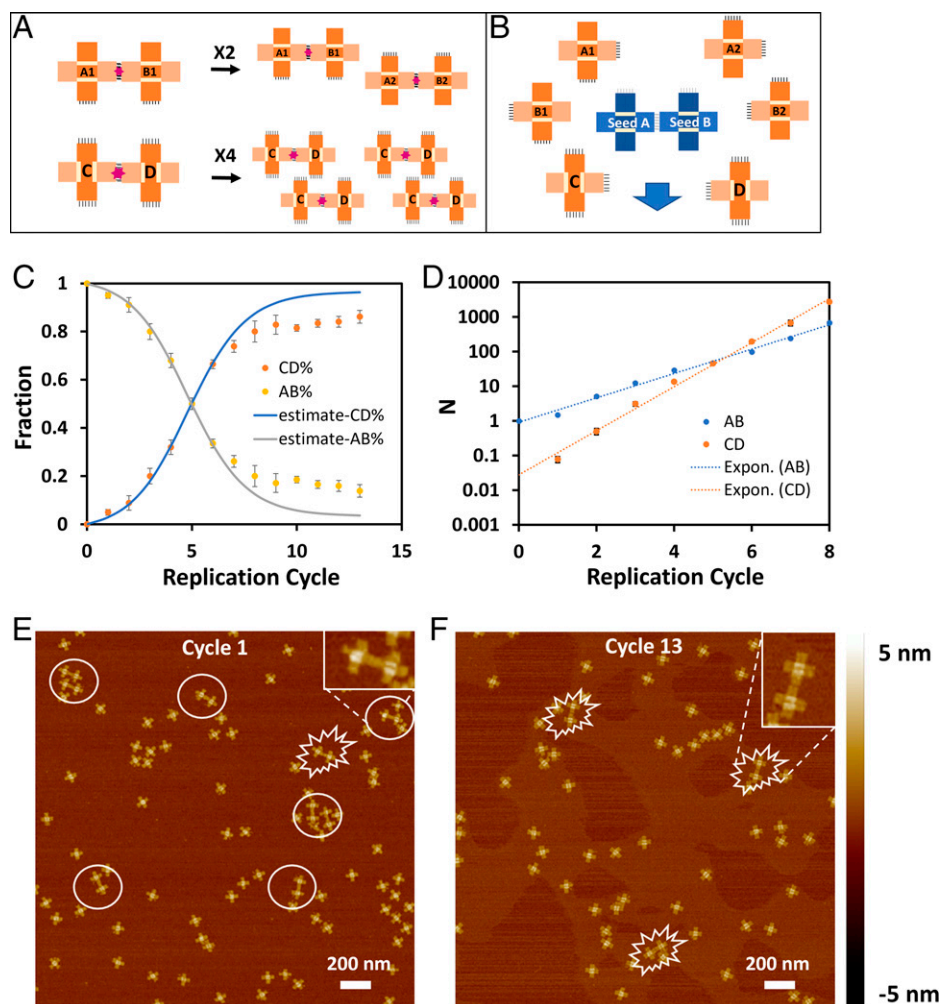 A
A1
B1
X2
A1
B1
A2
B2
C
D
X4
C
D
C
D
C
D
C
D
B
A1
A2
B1
Seed A
Seed B
B2
C
D
C
1
0.8
0.6
0.4
0.2
0
Fraction
CD%
AB%
estimate-CD%
estimate-AB%
0
5
10
15
Replication Cycle
D
10000
1000
100
10
1
0.1
0.01
0.001
N
AB
CD
Expon. (AB)
Expon. (CD)
0
2
4
6
8
Replication Cycle
E
Cycle 1
200 nm
F
Cycle 13
200 nm
5 nm
-5 nm